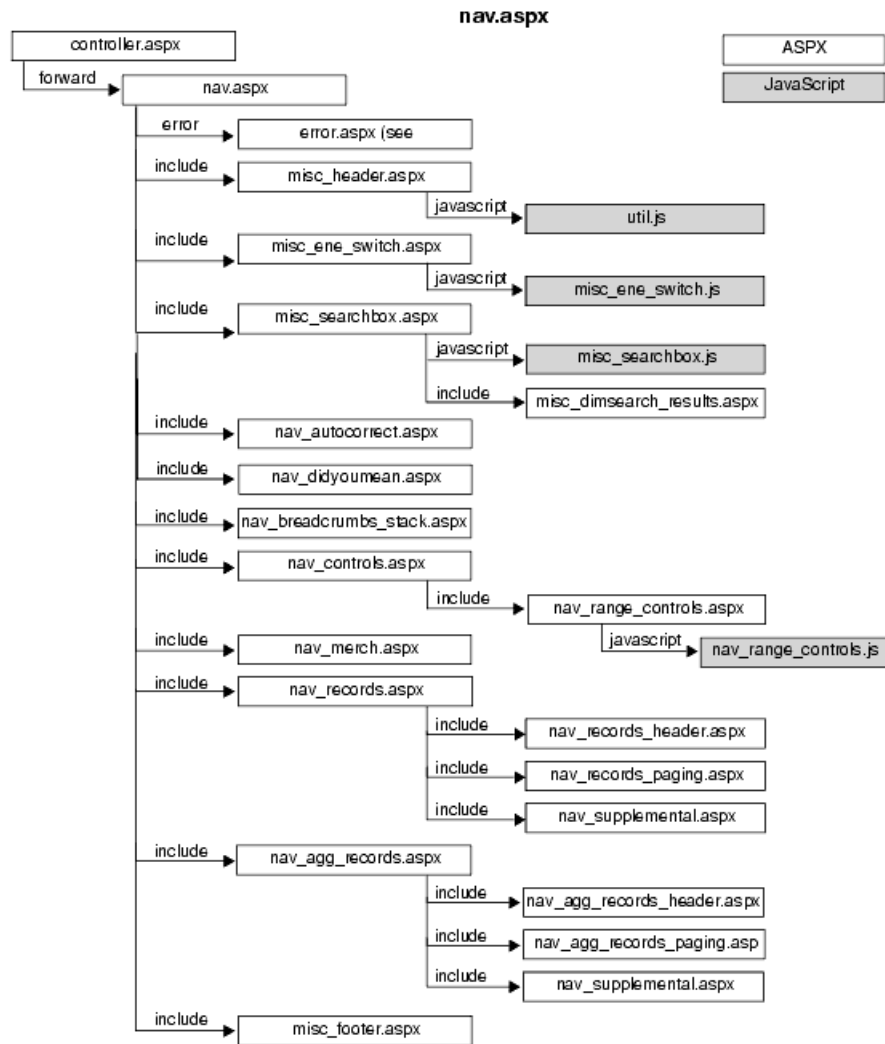 nav.aspx
controller.aspx
ASPX
forward
nav.aspx
JavaScript
error
error.aspx (see
include
misc_header.aspx
javascript
util.js
include
misc_ene_switch.aspx
javascript
misc_ene_switch.js
include
misc_searchbox.aspx
javascript
misc_searchbox.js
include
misc_dimsearch_results.aspx
include
nav_autocorrect.aspx
include
nav_didyoumean.aspx
include
nav_breadcrumbs_stack.aspx
include
nav_controls.aspx
include
nav_range_controls.aspx
javascript
nav_range_controls.js
include
nav_merch.aspx
include
nav_records.aspx
include
nav_records_header.aspx
include
nav_records_paging.aspx
include
nav_supplemental.aspx
include
nav_agg_records.aspx
include
nav_agg_records_header.aspx
include
nav_agg_records_paging.asp
include
nav_supplemental.aspx
include
misc_footer.aspx